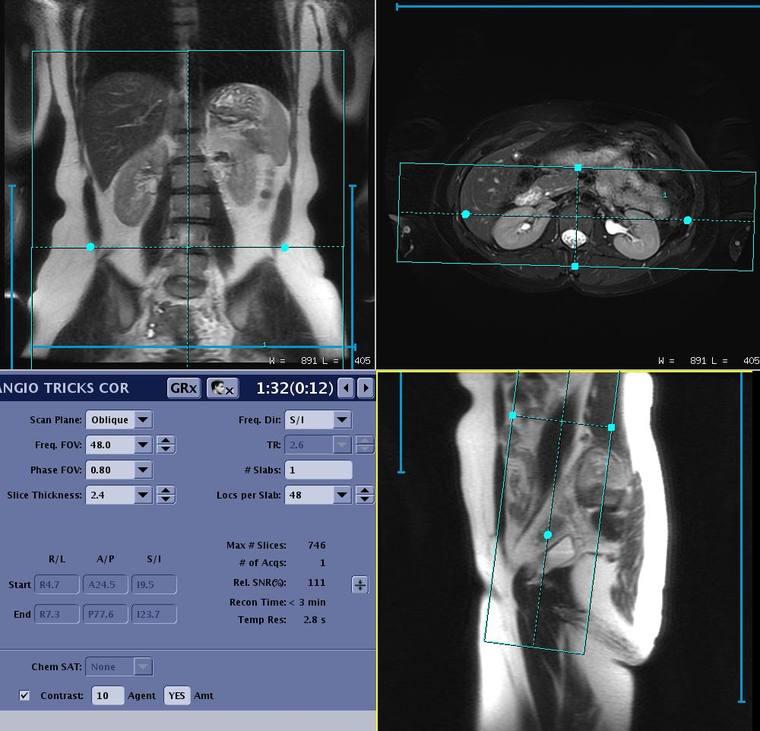 1
W = 891 L = 405
1
W = 891 L = 405
ANGIO TRICKS COR GRx x 1:32(0:12)
Scan Plane: Oblique Freq. Dir: S/I
Freq. FOV: 48.0 TR: 2.6
Phase FOV: 0.80 # Slabs: 1
Slice Thickness: 2.4 Locs per Slab: 48
Max # Slices: 746
# of Acqs: 1
R/L A/P S/I
Rel. SNR(%): 111
Start R4.7 A24.5 I9.5
Recon Time: < 3 min
End R7.3 P77.6 I23.7
Temp Res: 2.8 s
Chem SAT: None
Contrast: 10 Agent YES Amt